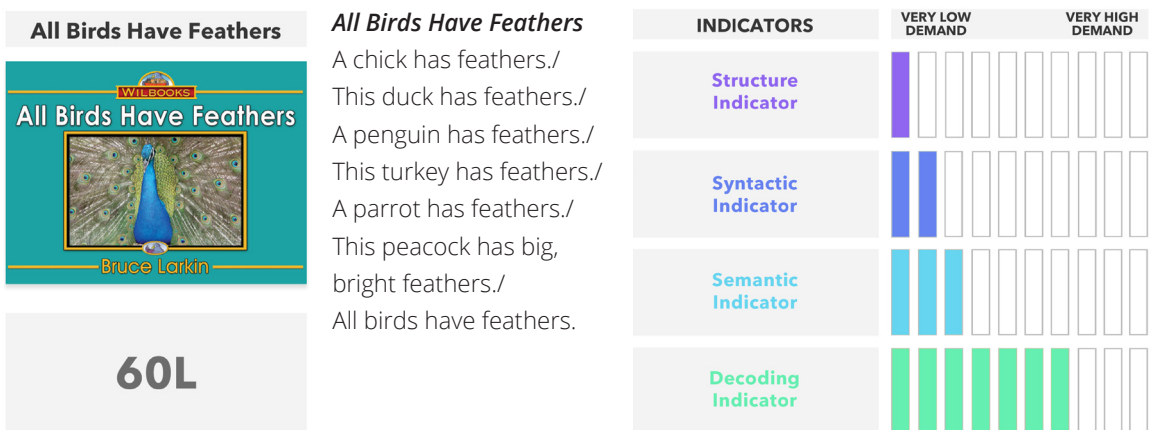 All Birds Have Feathers
WILBOOKS
All Birds Have Feathers
Bruce Larkin
60L
All Birds Have Feathers
A chick has feathers./
This duck has feathers./
A penguin has feathers./
This turkey has feathers./
A parrot has feathers./
This peacock has big,
bright feathers./
All birds have feathers.
INDICATORS
VERY LOW
DEMAND
VERY HIGH
DEMAND
Structure
Indicator
Syntactic
Indicator
Semantic
Indicator
Decoding
Indicator